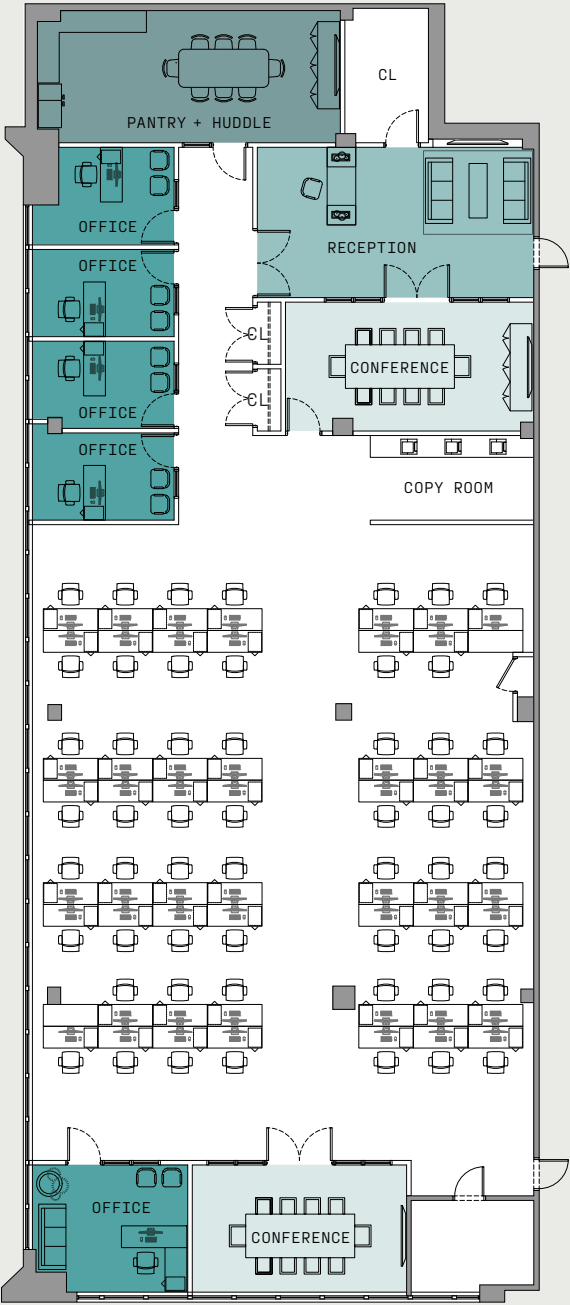 CL
PANTRY + HUDDLE
OFFICE
RECEPTION
OFFICE
CL
CONFERENCE
CL
OFFICE
OFFICE
COPY ROOM
OFFICE
CONFERENCE